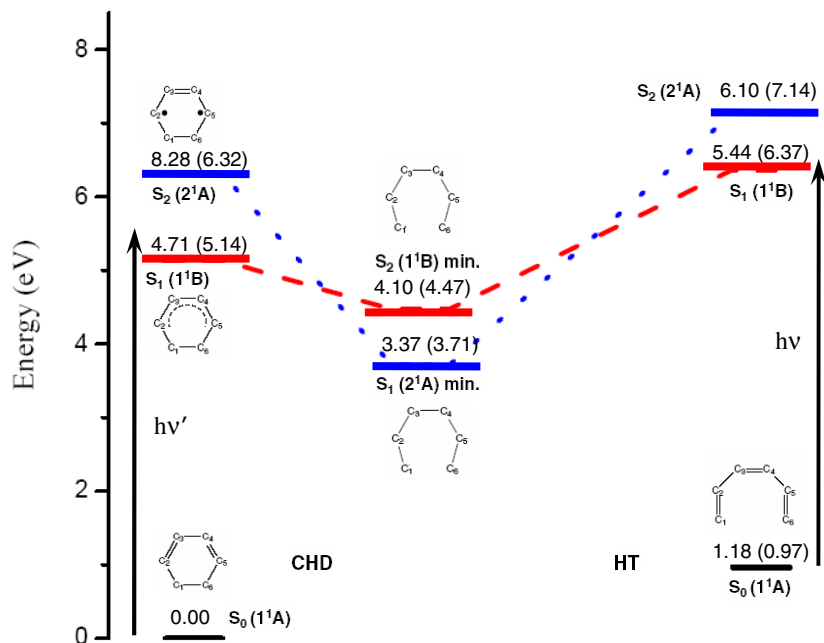 Energy (eV)
8
6
4
2
0
C₃ C₄
C₂• •C₅
C₁ C₆
8.28 (6.32)
S₂ (2¹A)
4.71 (5.14)
S₁ (1¹B)
C₃ C₄
C₂ C₅
C₁ C₆
hν′
C₃ C₄
C₂ C₅
C₁ C₆
0.00 S₀ (1¹A)
CHD
C₃ C₄
C₂ C₅
C₁ C₆
S₂ (1¹B) min.
4.10 (4.47)
3.37 (3.71)
S₁ (2¹A) min.
C₃ C₄
C₂ C₅
C₁ C₆
HT
6.10 (7.14)
S₂ (2¹A)
5.44 (6.37)
S₁ (1¹B)
hν
C₃ C₄
C₂ C₅
C₁ C₆
1.18 (0.97)
S₀ (1¹A)